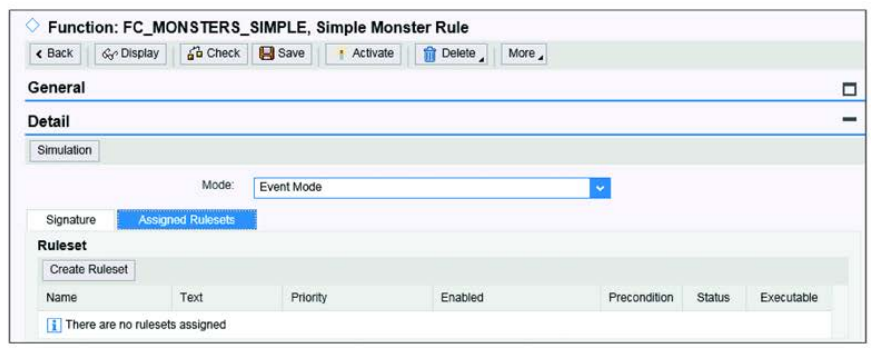 Function: FC_MONSTERS_SIMPLE, Simple Monster Rule
Back Display Check Save Activate Delete More
General
Detail
Simulation
Mode: Event Mode
Signature Assigned Rulesets
Ruleset
Create Ruleset
Name Text Priority Enabled Precondition Status Executable
There are no rulesets assigned